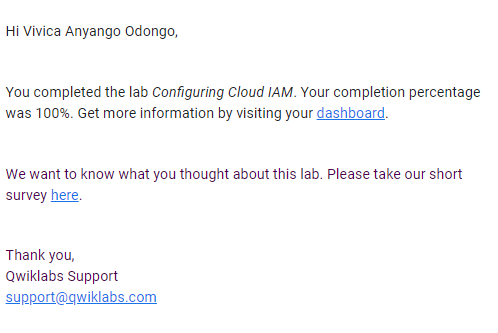 Hi Vivica Anyango Odongo,
You completed the lab Configuring Cloud IAM. Your completion percentage
was 100%. Get more information by visiting your dashboard.
We want to know what you thought about this lab. Please take our short
survey here.
Thank you,
Qwiklabs Support
support@qwiklabs.com